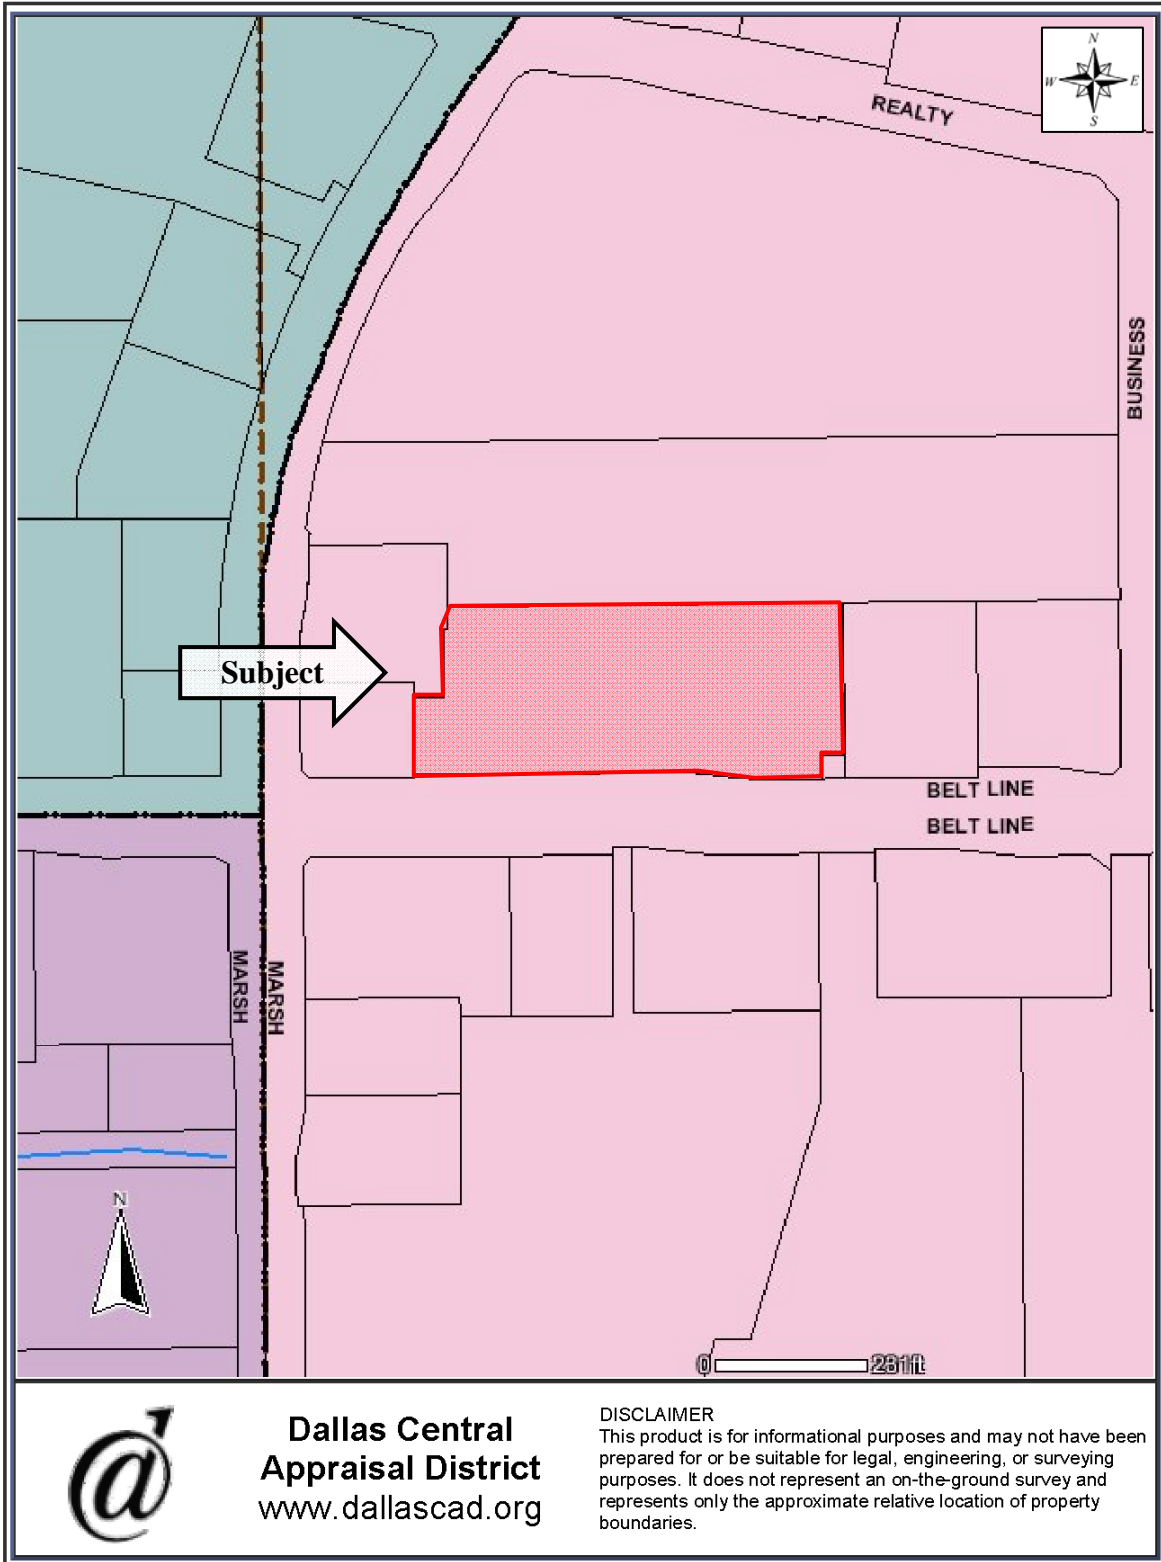 N
W E
S
REALTY
BUSINESS
Subject
BELT LINE
BELT LINE
MARSH
MARSH
N
0 231ft
Dallas Central
Appraisal District
www.dallascad.org
DISCLAIMER
This product is for informational purposes and may not have been
prepared for or be suitable for legal, engineering, or surveying
purposes. It does not represent an on-the-ground survey and
represents only the approximate relative location of property
boundaries.